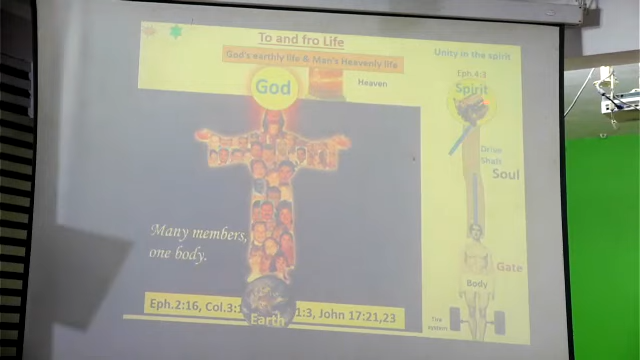 To and fro Life
God's earthly life & Man's Heavenly life
God
Heaven
Many members,
one body.
Eph.2:16, Col.3:1
1:3, John 17:21,23
Earth
Unity in the spirit
Eph.4:3
Spirit
Drive
Shaft
Soul
Gate
Body
The
system